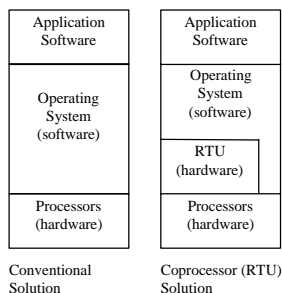 Application
Software
Operating
System
(software)
Processors
(hardware)
Conventional
Solution
Application
Software
Operating
System
(software)
RTU
(hardware)
Processors
(hardware)
Coprocessor (RTU)
Solution